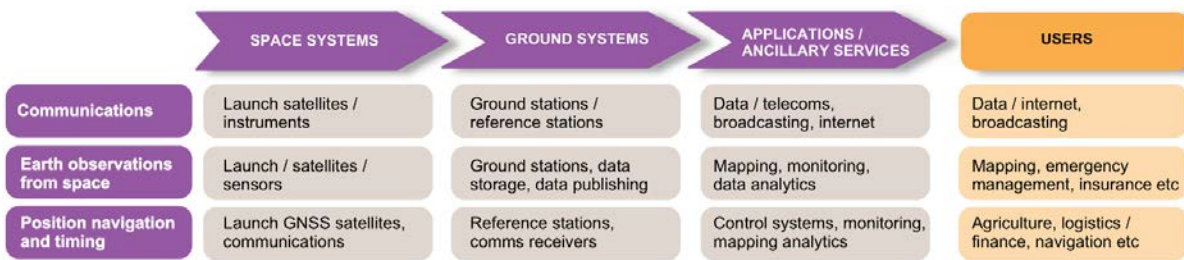 SPACE SYSTEMS
GROUND SYSTEMS
APPLICATIONS /
ANCILLARY SERVICES
USERS
Communications
Launch satellites /
instruments
Ground stations /
reference stations
Data / telecoms,
broadcasting, internet
Data / internet,
broadcasting
Earth observations
from space
Launch / satellites /
sensors
Ground stations, data
storage, data publishing
Mapping, monitoring,
data analytics
Mapping, emergency
management, insurance etc
Position navigation
and timing
Launch GNSS satellites,
communications
Reference stations,
comms receivers
Control systems, monitoring,
mapping analytics
Agriculture, logistics /
finance, navigation etc